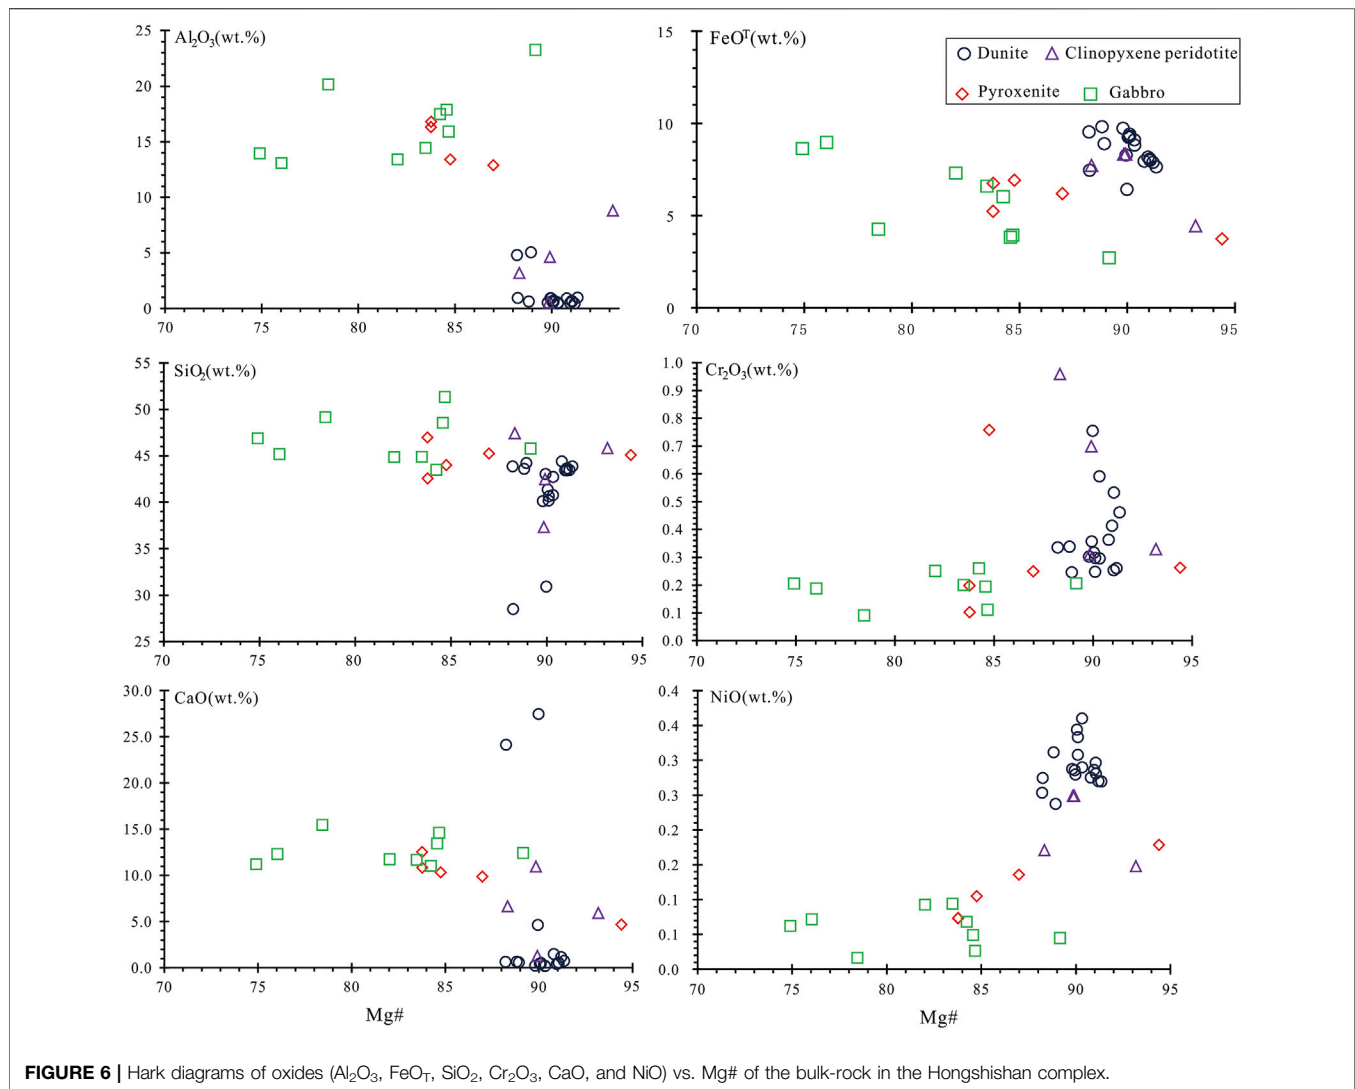 Al₂O₃(wt.%)
25
20
15
10
5
0
70 75 80 85 90
FeOᵀ(wt.%)
Dunite Clinopyxene peridotite
Pyroxenite Gabbro
15
10
5
0
70 75 80 85 90 95
SiO₂(wt.%)
55
50
45
40
35
30
25
70 75 80 85 90 95
Cr₂O₃(wt.%)
1.0
0.9
0.8
0.7
0.6
0.5
0.4
0.3
0.2
0.1
0.0
70 75 80 85 90 95
CaO(wt.%)
30.0
25.0
20.0
15.0
10.0
5.0
0.0
70 75 80 85 90 95
Mg#
NiO(wt.%)
0.4
0.4
0.3
0.3
0.2
0.2
0.1
0.1
0.0
70 75 80 85 90 95
Mg#
FIGURE 6 | Hark diagrams of oxides (Al₂O₃, FeO_T, SiO₂, Cr₂O₃, CaO, and NiO) vs. Mg# of the bulk-rock in the Hongshishan complex.